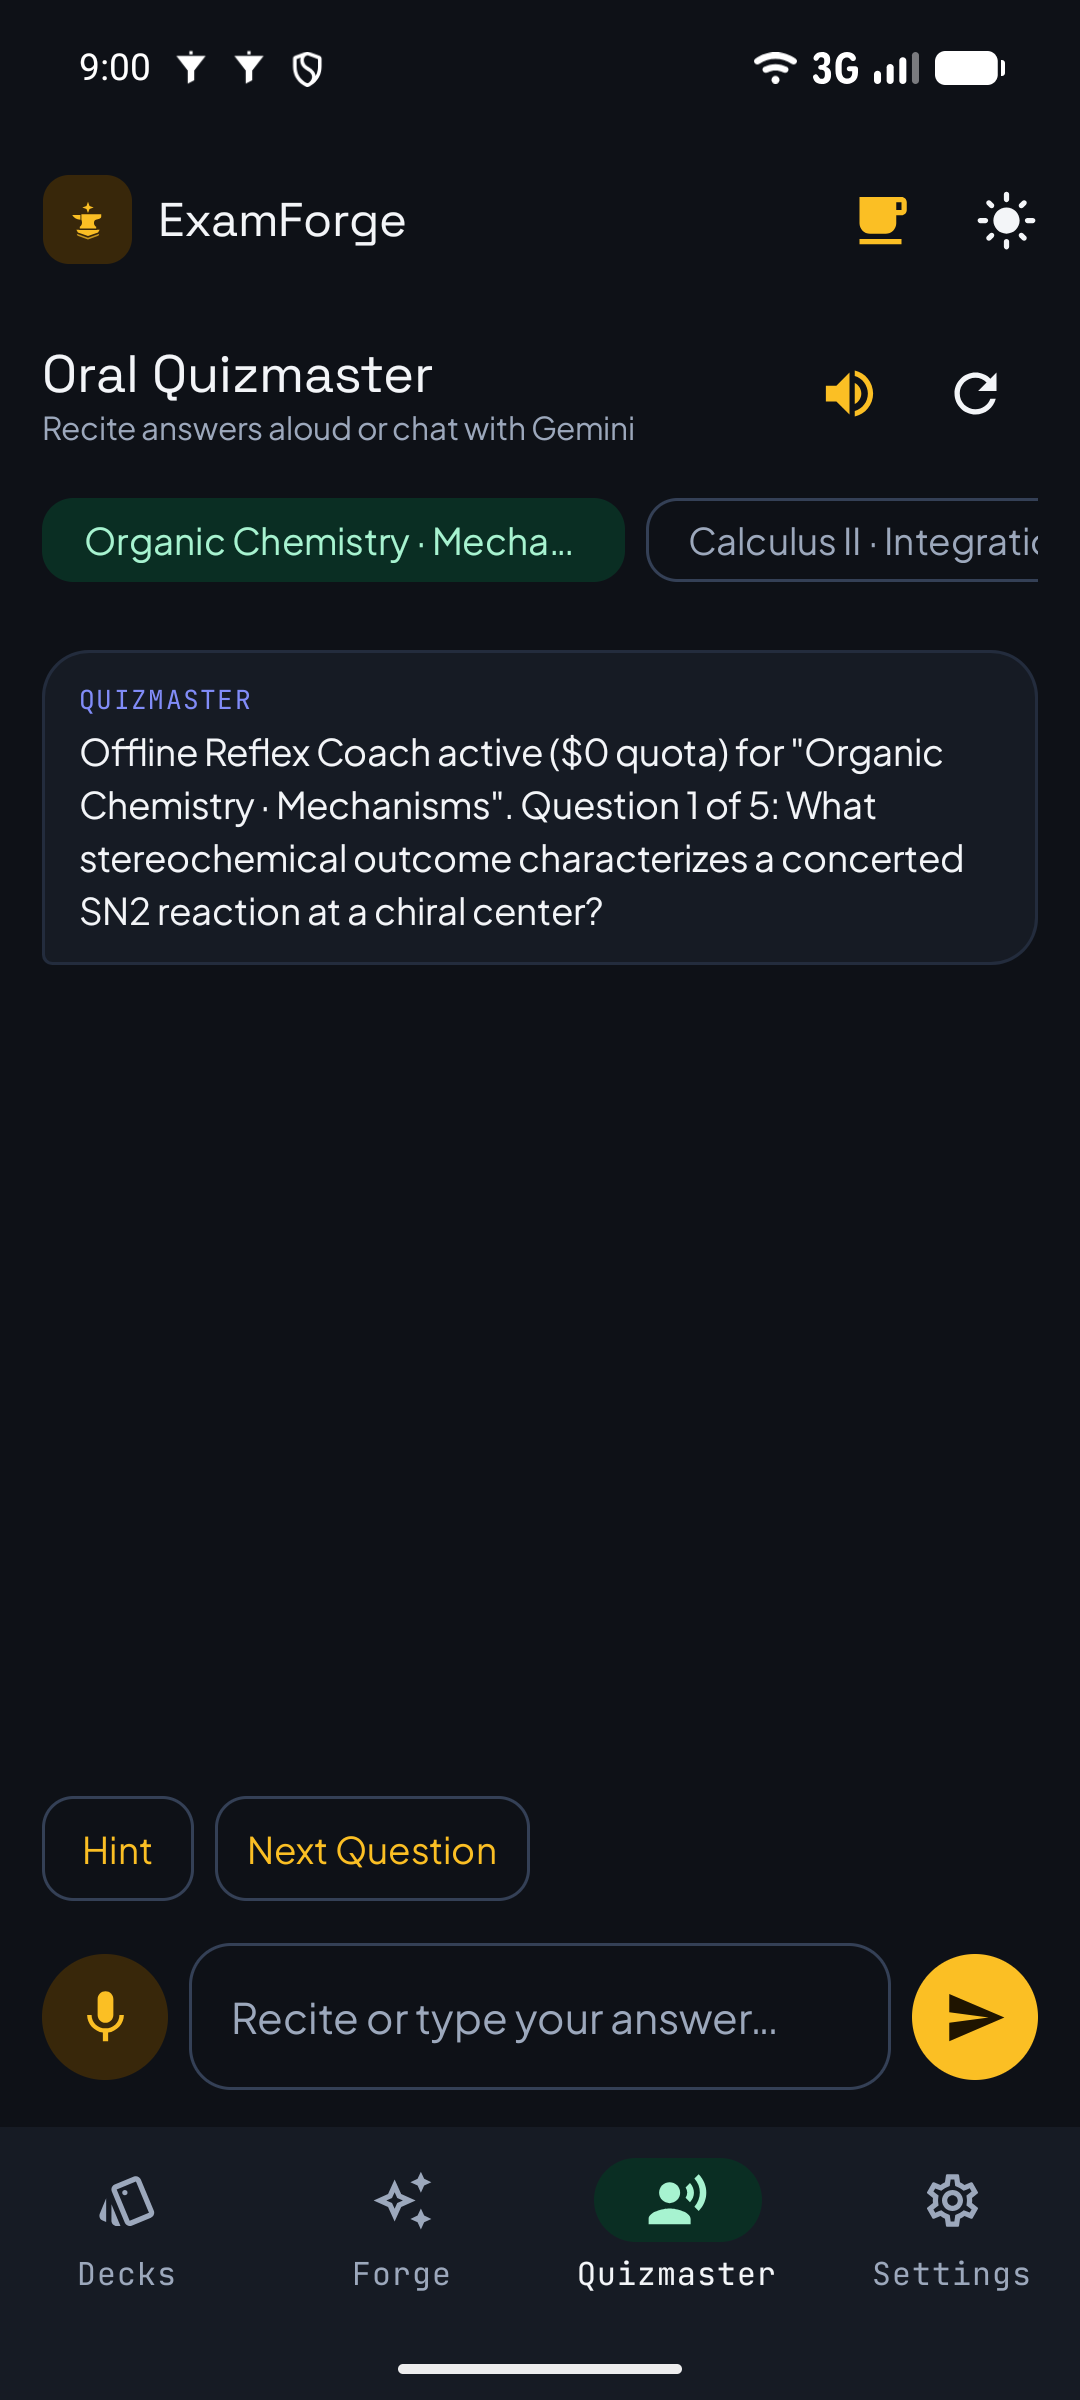 9:00
3G
ExamForge
Oral Quizmaster
Recite answers aloud or chat with Gemini
Organic Chemistry · Mecha...
Calculus II · Integratic
QUIZMASTER
Offline Reflex Coach active ($0 quota) for "Organic
Chemistry · Mechanisms". Question 1 of 5: What
stereochemical outcome characterizes a concerted
SN2 reaction at a chiral center?
Hint
Next Question
Recite or type your answer...
Decks
Forge
Quizmaster
Settings